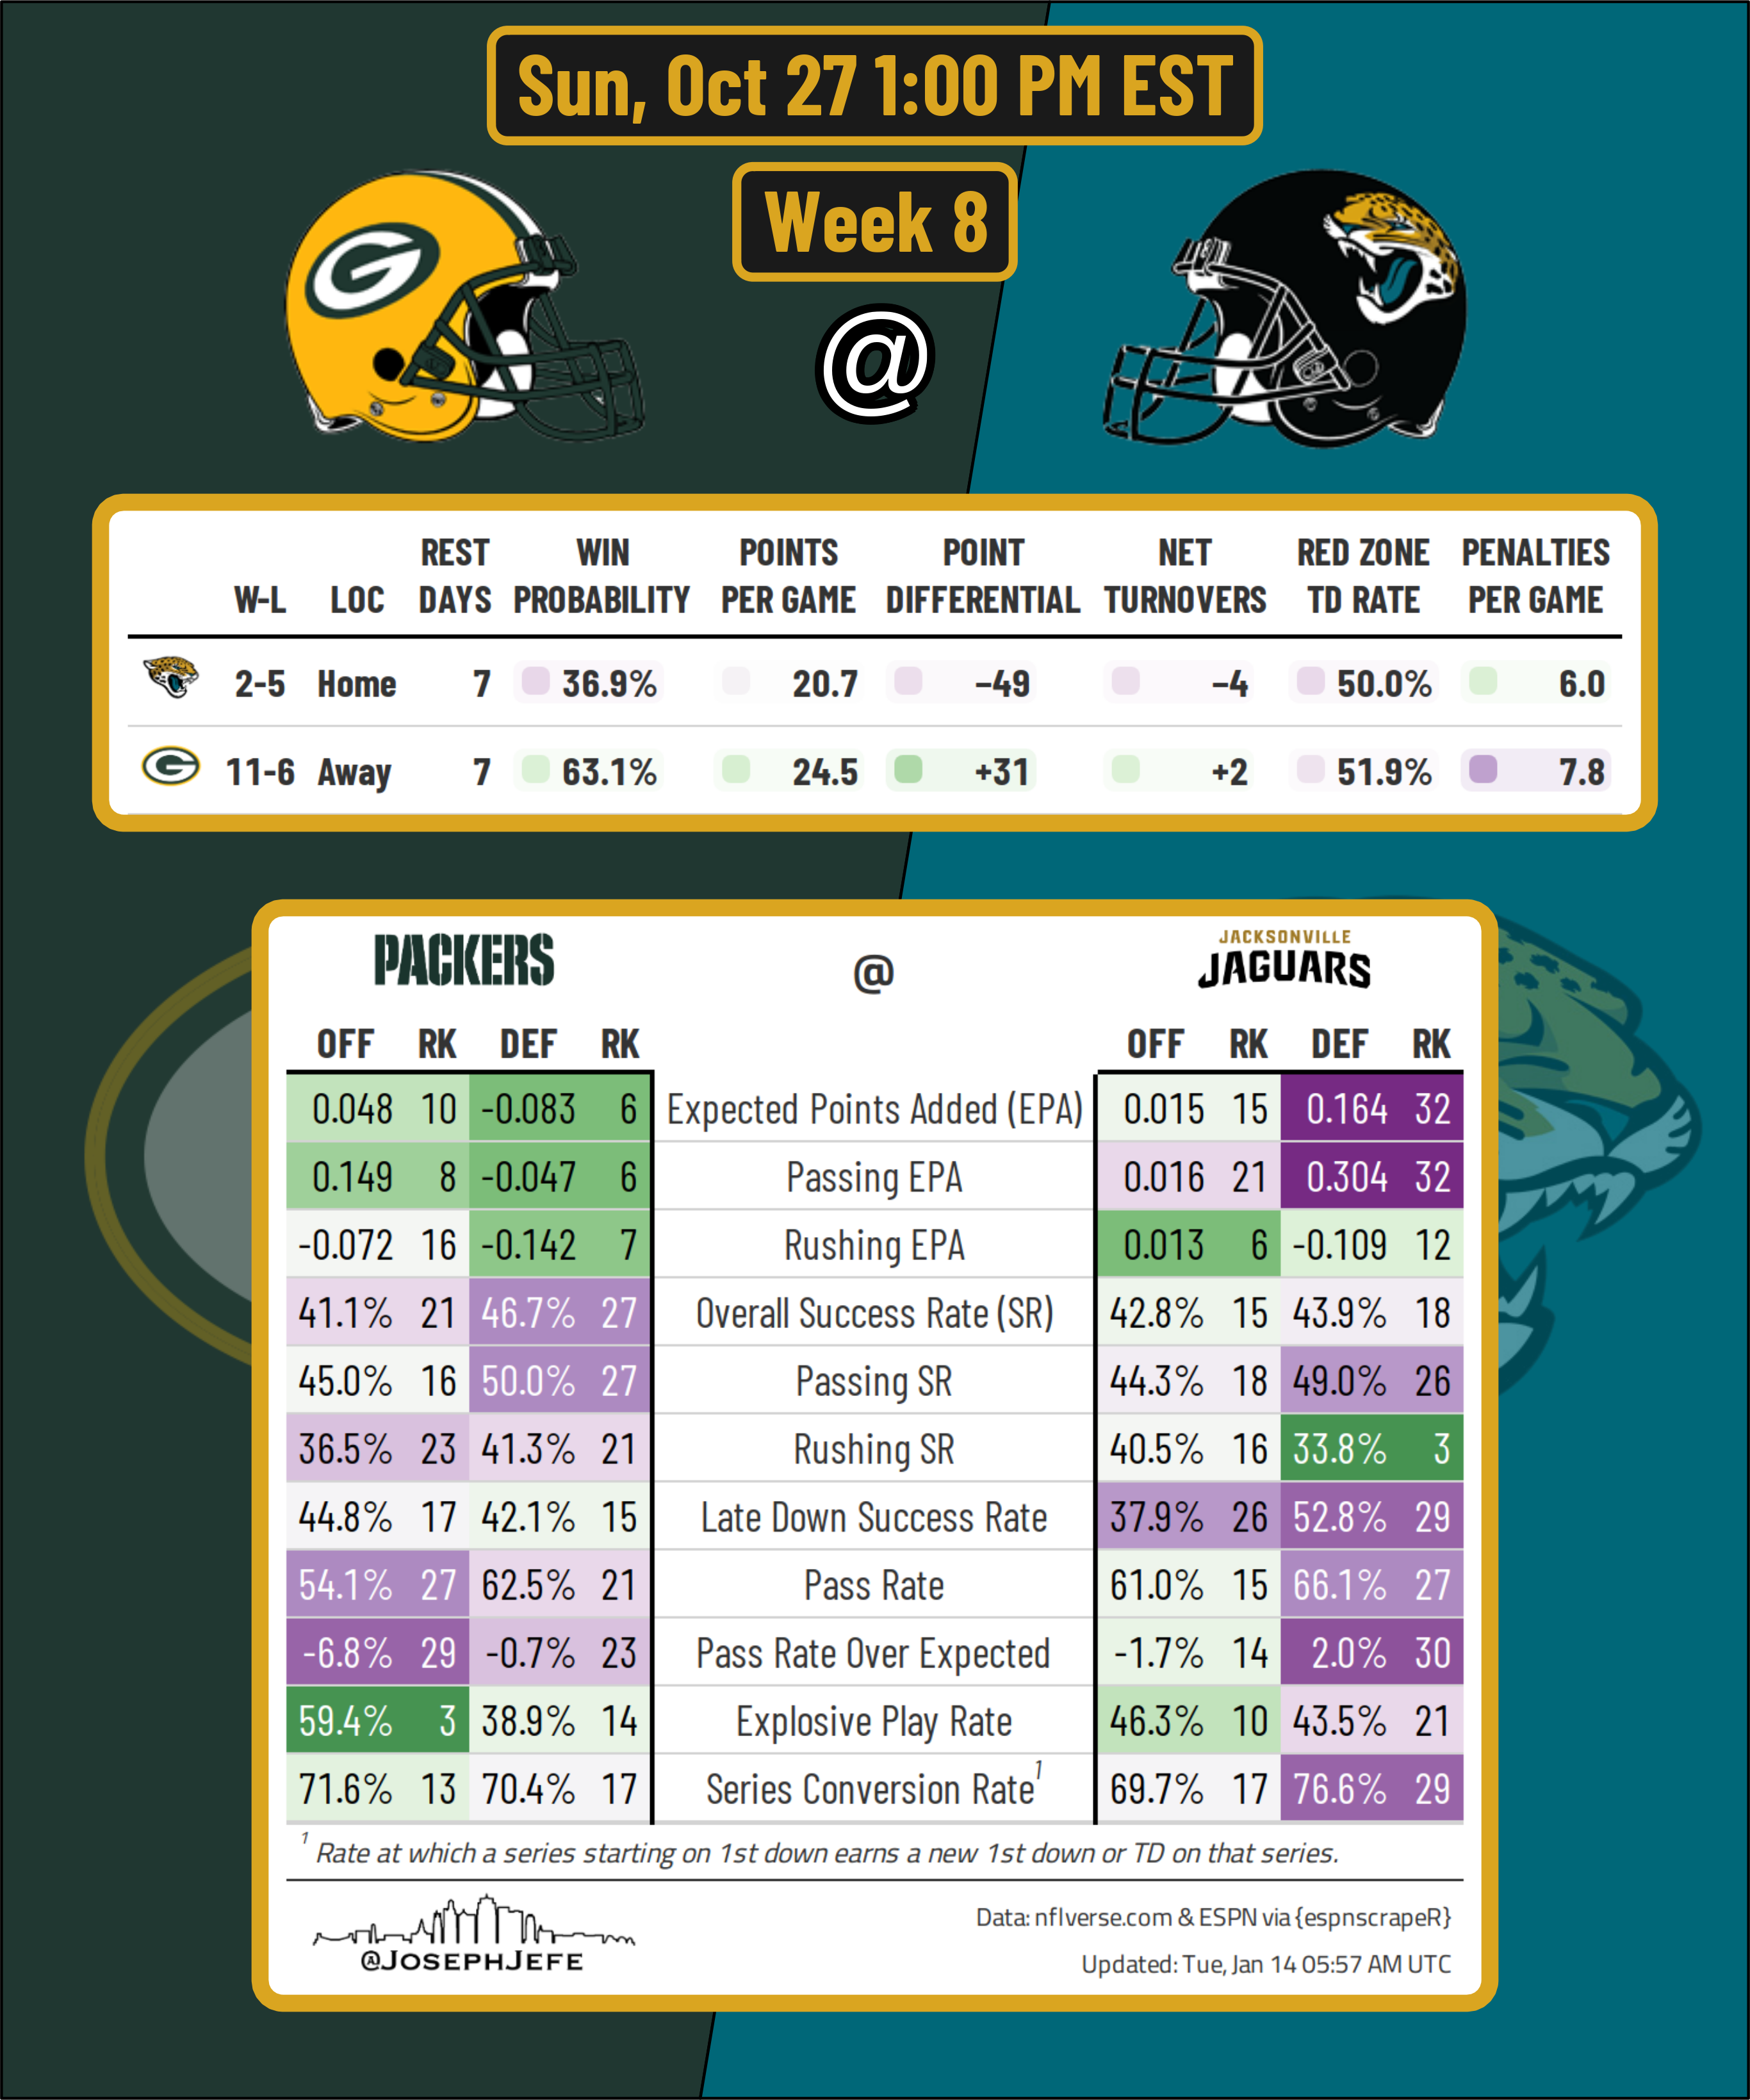 Sun, Oct 27 1:00 PM EST
Week 8
G
@
W-L LOC REST DAYS WIN PROBABILITY POINTS PER GAME POINT DIFFERENTIAL NET TURNOVERS RED ZONE TD RATE PENALTIES PER GAME
2-5 Home 7 36.9% 20.7 −49 −4 50.0% 6.0
G 11-6 Away 7 63.1% 24.5 +31 +2 51.9% 7.8
PACKERS @ JACKSONVILLE JAGUARS
OFF RK DEF RK OFF RK DEF RK
0.048 10 -0.083 6 Expected Points Added (EPA) 0.015 15 0.164 32
0.149 8 -0.047 6 Passing EPA 0.016 21 0.304 32
-0.072 16 -0.142 7 Rushing EPA 0.013 6 -0.109 12
41.1% 21 46.7% 27 Overall Success Rate (SR) 42.8% 15 43.9% 18
45.0% 16 50.0% 27 Passing SR 44.3% 18 49.0% 26
36.5% 23 41.3% 21 Rushing SR 40.5% 16 33.8% 3
44.8% 17 42.1% 15 Late Down Success Rate 37.9% 26 52.8% 29
54.1% 27 62.5% 21 Pass Rate 61.0% 15 66.1% 27
-6.8% 29 -0.7% 23 Pass Rate Over Expected -1.7% 14 2.0% 30
59.4% 3 38.9% 14 Explosive Play Rate 46.3% 10 43.5% 21
71.6% 13 70.4% 17 Series Conversion Rate1 69.7% 17 76.6% 29
1 Rate at which a series starting on 1st down earns a new 1st down or TD on that series.
@JOSEPHJEFE
Data: nflverse.com & ESPN via {espnscrapeR}
Updated: Tue, Jan 14 05:57 AM UTC